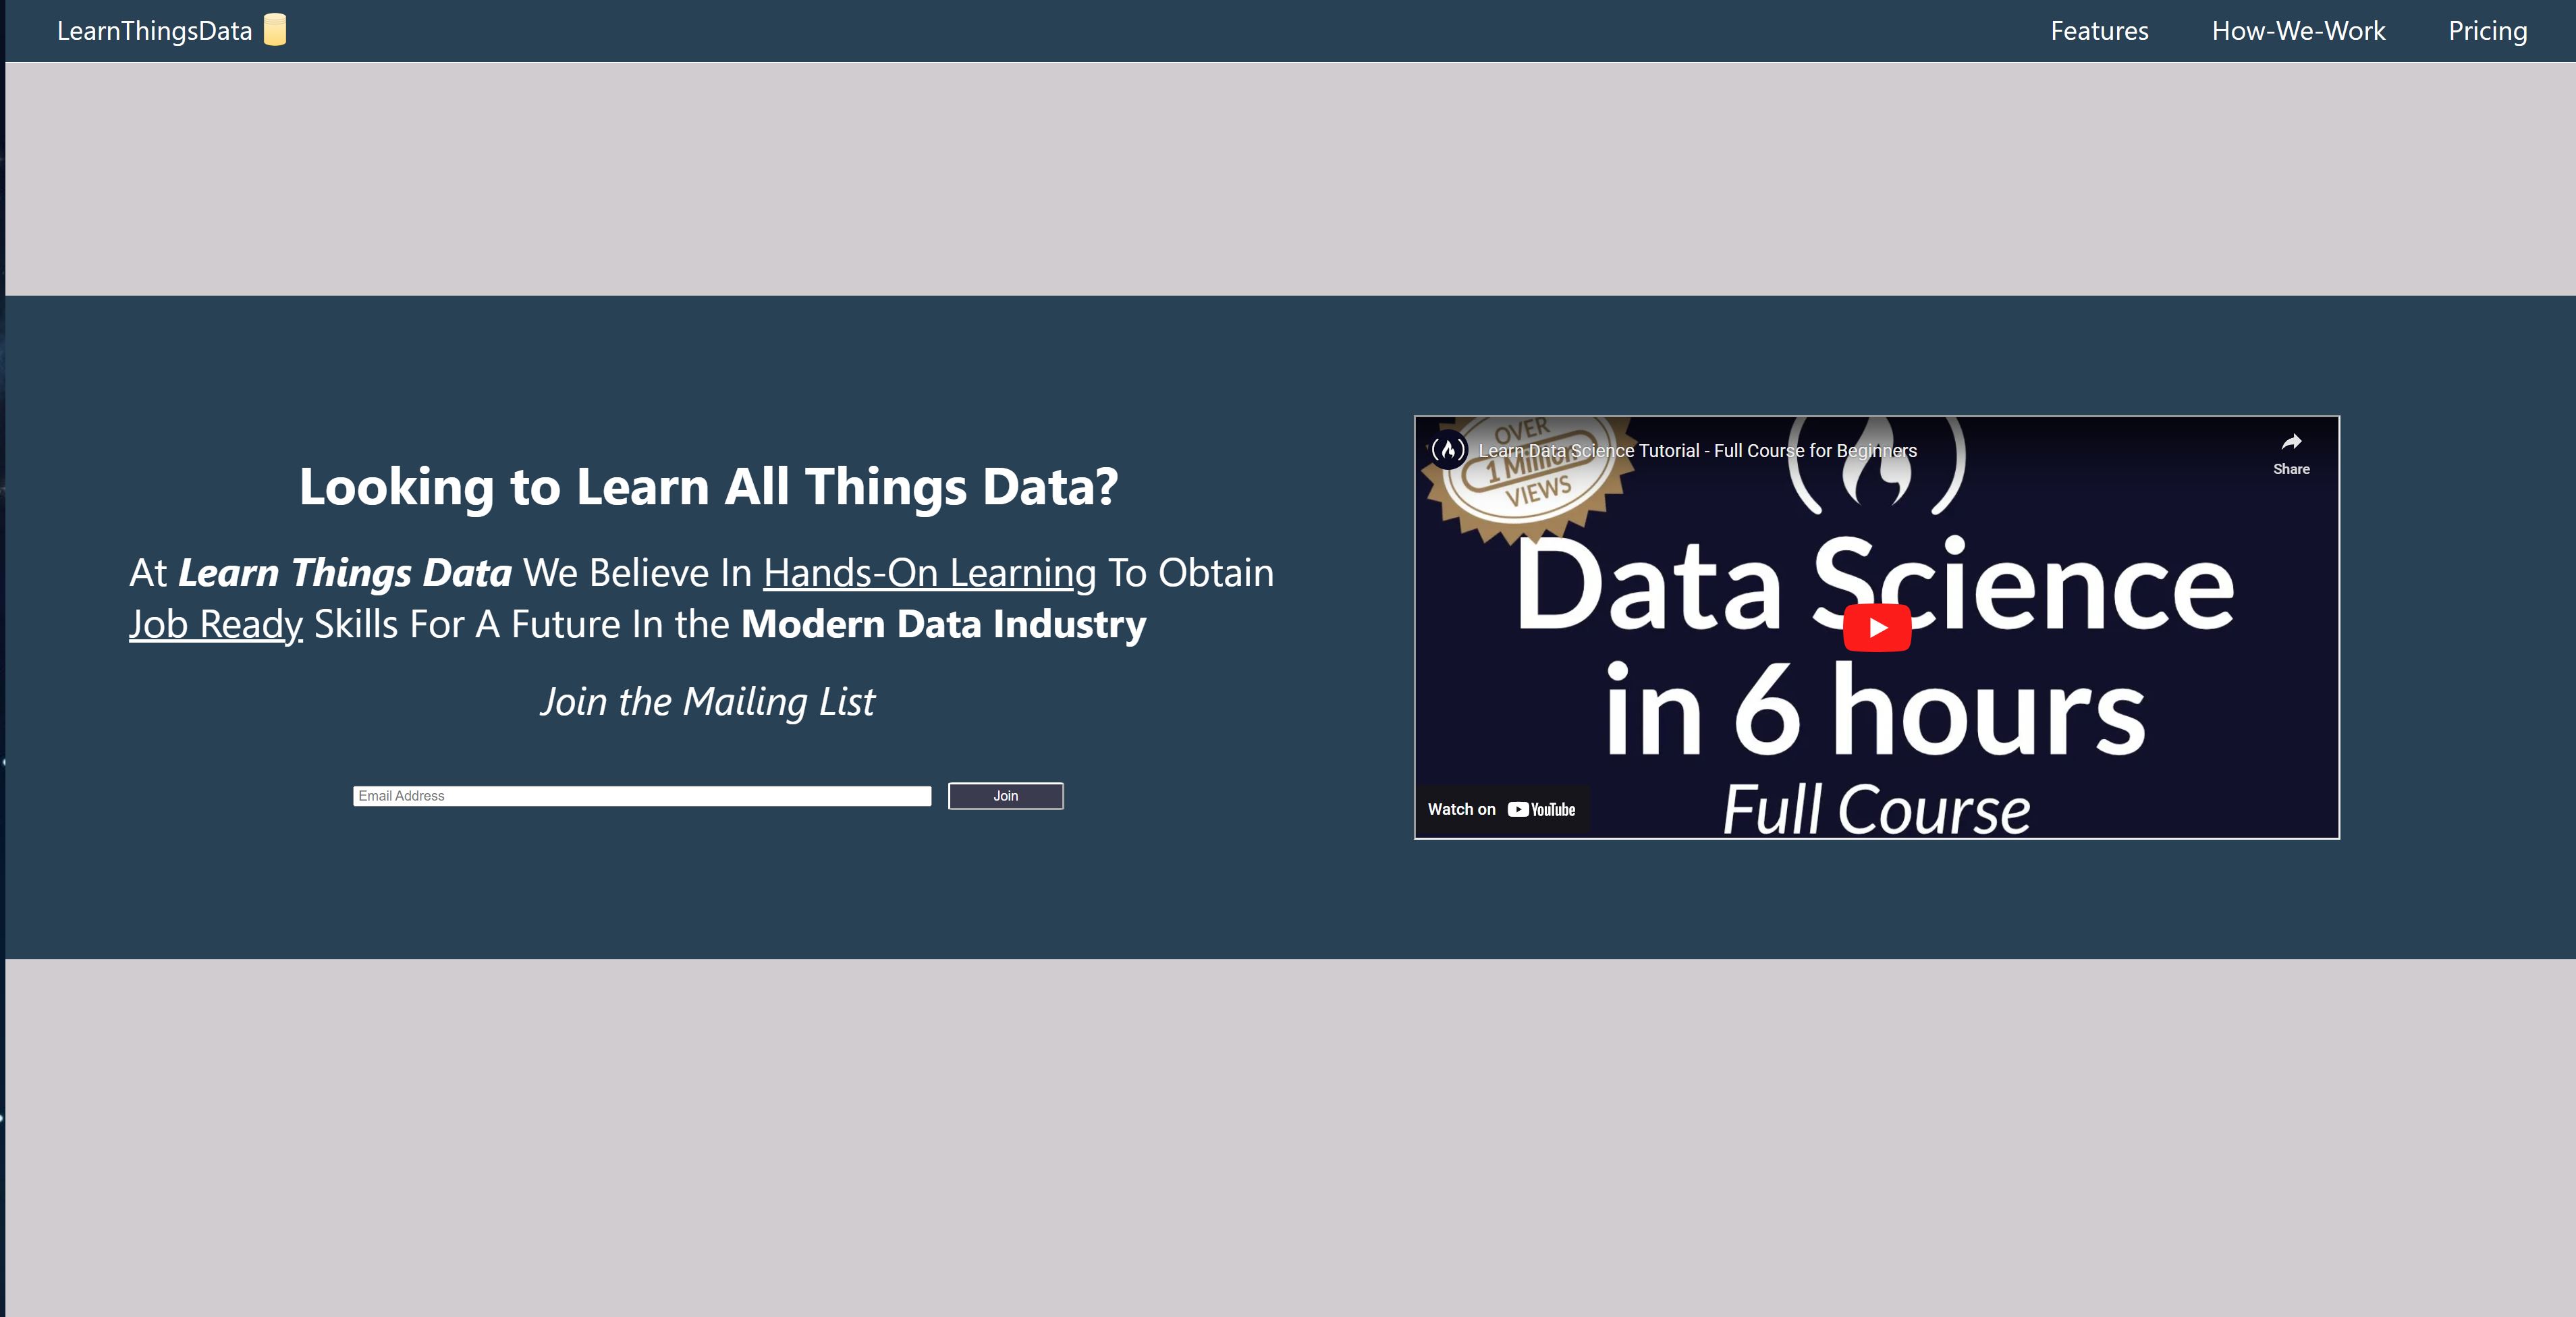 LearnThingsData
Features How-We-Work Pricing
Looking to Learn All Things Data?
At Learn Things Data We Believe In Hands-On Learning To Obtain
Job Ready Skills For A Future In the Modern Data Industry
Join the Mailing List
Email Address
Join
Learn Data Science Tutorial - Full Course for Beginners
Share
OVER
1 Million
VIEWS
Data Science
in 6 hours
Full Course
Watch on YouTube